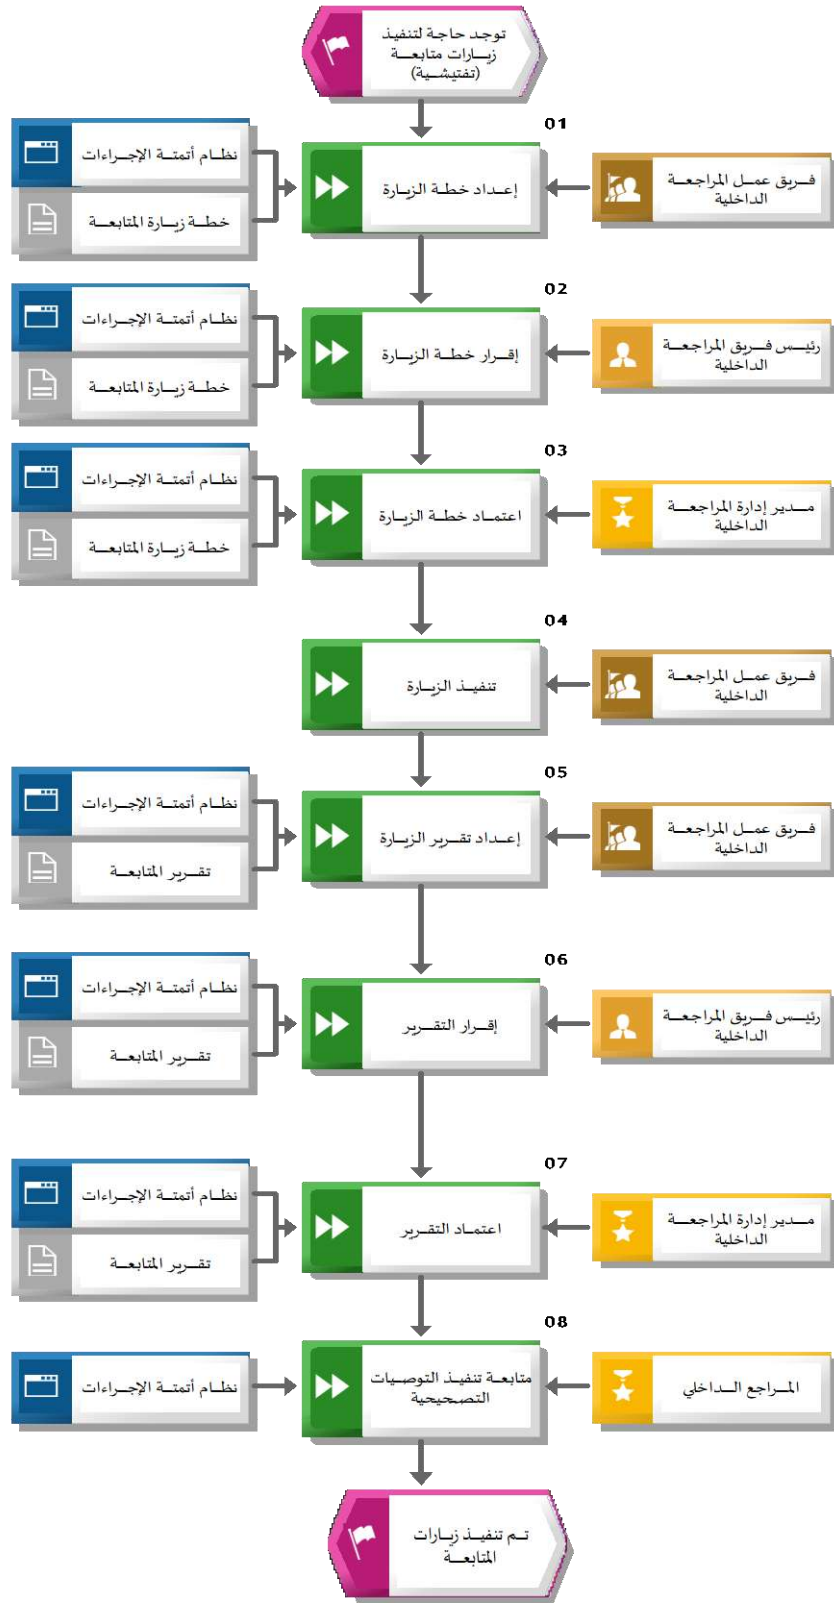 توجد حاجة لتنفيذ
زيارات متابعة
(تفتيشية)
01
فريق عمل المراجعة
الداخلية
إعداد خطة الزيارة
نظام أتمتة الإجراءات
خطة زيارة المتابعة
02
رئيس فريق المراجعة
الداخلية
إقرار خطة الزيارة
نظام أتمتة الإجراءات
خطة زيارة المتابعة
03
مدير إدارة المراجعة
الداخلية
اعتماد خطة الزيارة
نظام أتمتة الإجراءات
خطة زيارة المتابعة
04
فريق عمل المراجعة
الداخلية
تنفيذ الزيارة
05
فريق عمل المراجعة
الداخلية
إعداد تقرير الزيارة
نظام أتمتة الإجراءات
تقرير المتابعة
06
رئيس فريق المراجعة
الداخلية
إقرار التقرير
نظام أتمتة الإجراءات
تقرير المتابعة
07
مدير إدارة المراجعة
الداخلية
اعتماد التقرير
نظام أتمتة الإجراءات
تقرير المتابعة
08
المراجع الداخلي
متابعة تنفيذ التوصيات
التصحيحية
نظام أتمتة الإجراءات
تم تنفيذ زيارات
المتابعة